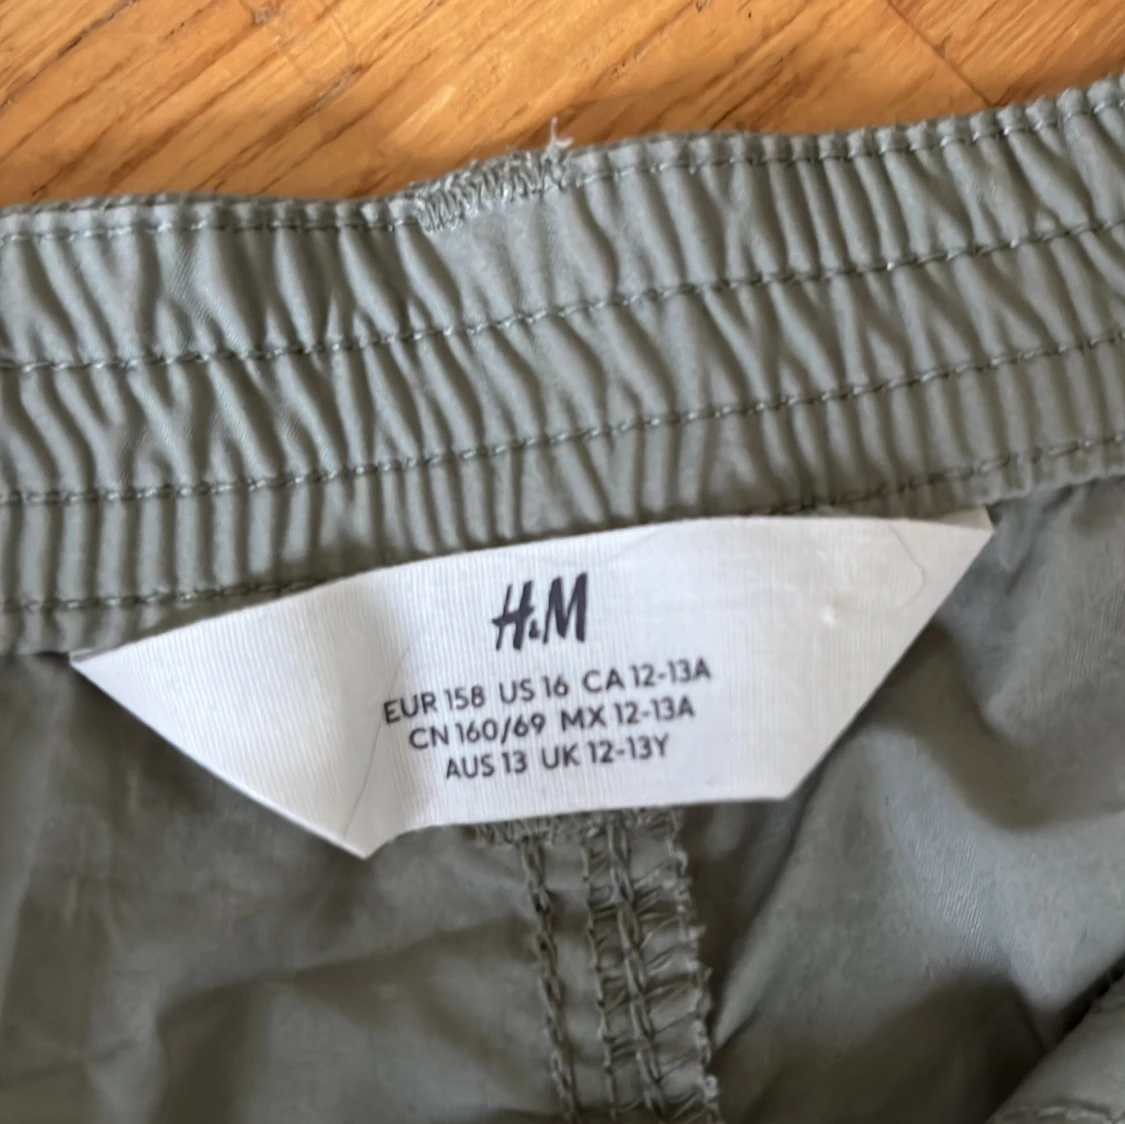 H&M
EUR 158 US 16 CA 12-13A
CN 160/69 MX 12-13A
AUS 13 UK 12-13Y